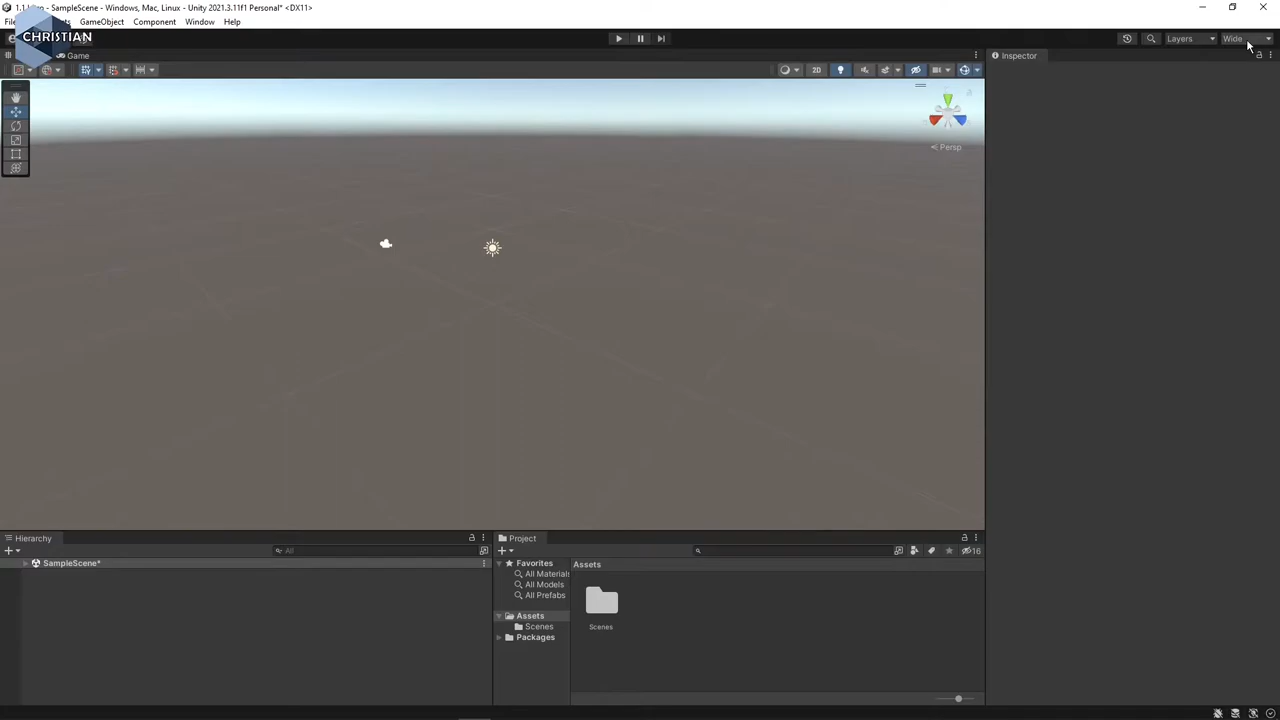 1.1 
- SampleScene - Windows, Mac, Linux - Unity 2021.3.11f1 Personal* <DX11>
GameObject Component Window Help
CHRISTIAN
Layers Wide
Game Inspector
2D
Persp
Hierarchy Project
All
16
SampleScene*
Favorites
All Materials
All Models
All Prefabs
Assets
Scenes
Packages
Assets
Scenes